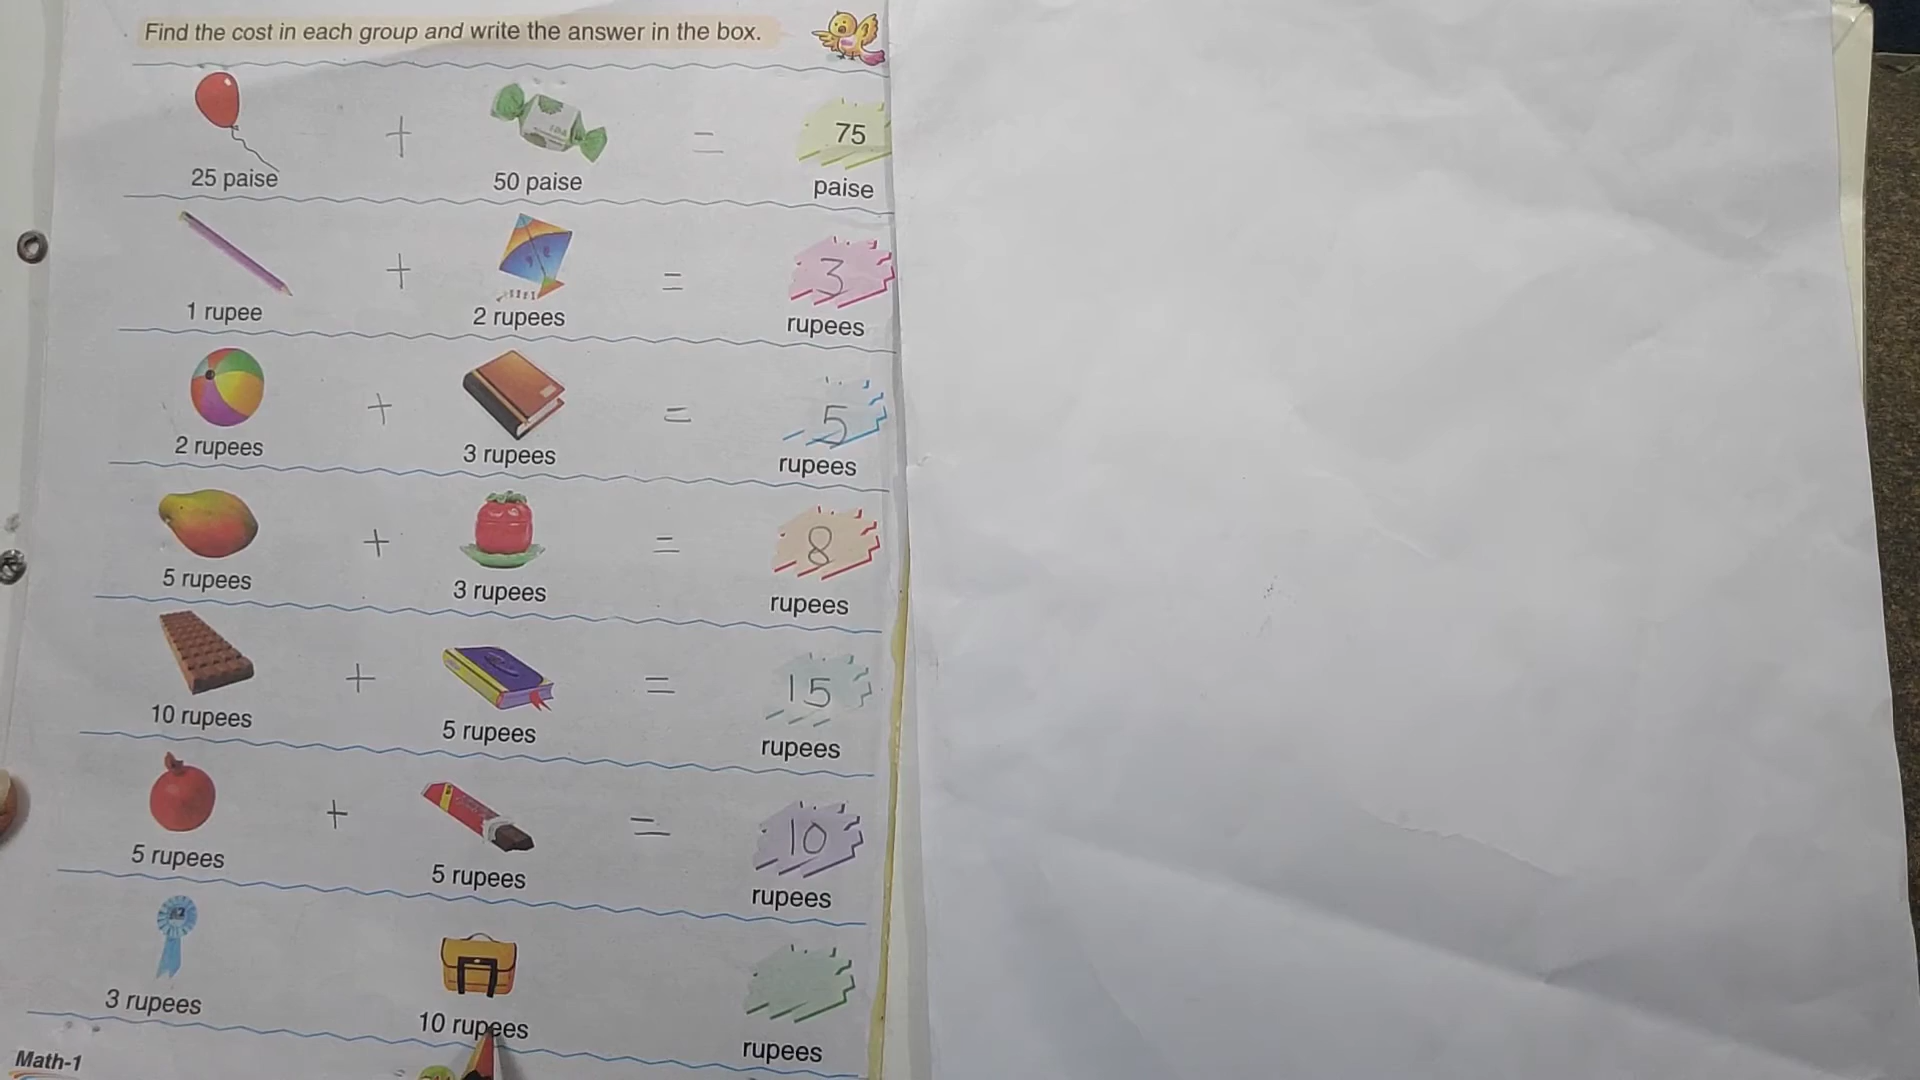 Find the cost in each group and write the answer in the box.
+ = 75
25 paise 50 paise paise
+ = 3
1 rupee 2 rupees rupees
+ = 5
2 rupees 3 rupees rupees
+ = 8
5 rupees 3 rupees rupees
+ = 15
10 rupees 5 rupees rupees
+ = 10
5 rupees 5 rupees rupees
3 rupees 10 rupees rupees
Math-1